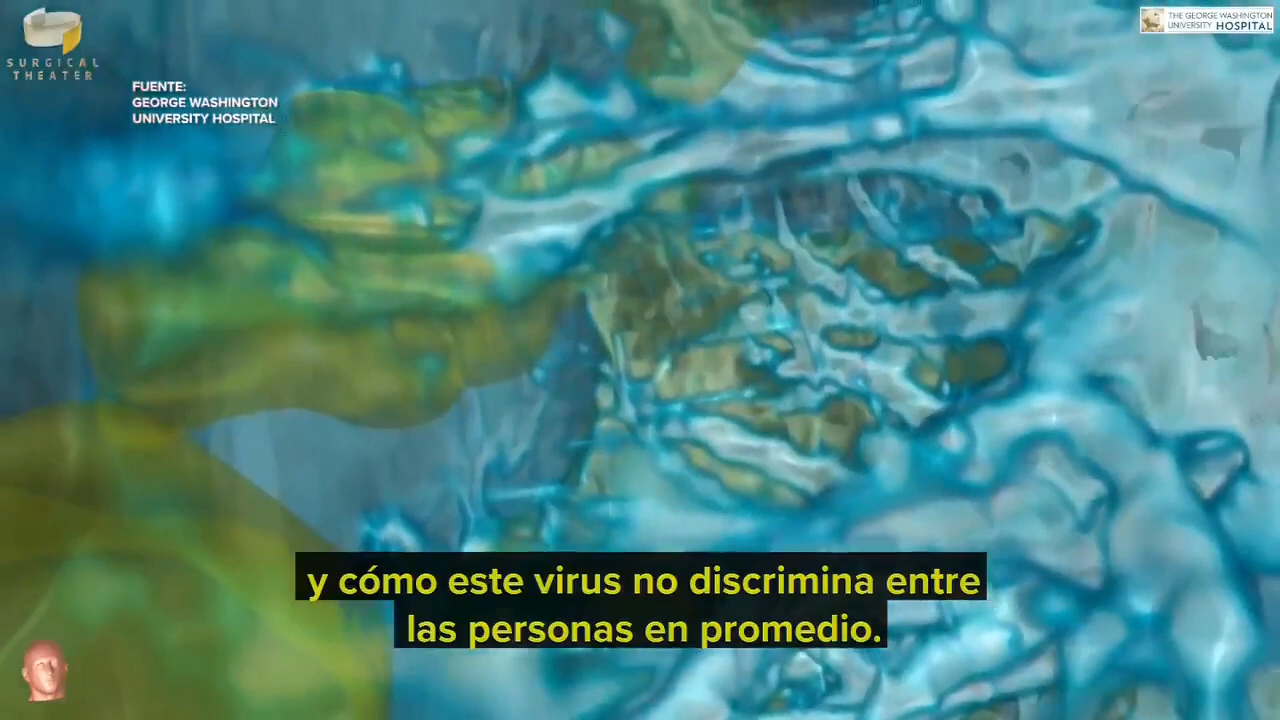 SURGICAL
THEATER
THE GEORGE WASHINGTON
UNIVERSITY HOSPITAL
FUENTE:
GEORGE WASHINGTON
UNIVERSITY HOSPITAL
y cómo este virus no discrimina entre
las personas en promedio.